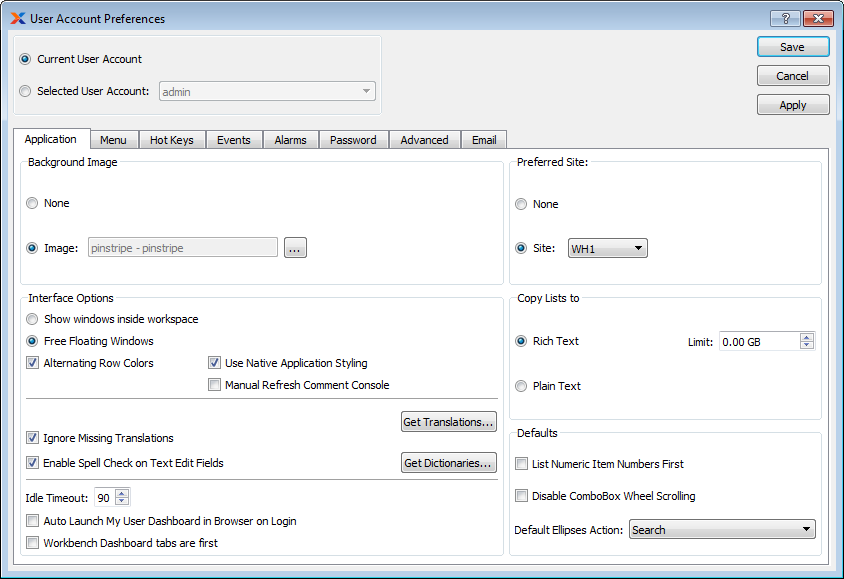 User Account Preferences
?
Current User Account
Selected User Account: admin
Save
Cancel
Apply
Application Menu Hot Keys Events Alarms Password Advanced Email
Background Image
None
Image: pinstripe - pinstripe ...
Preferred Site:
None
Site: WH1
Interface Options
Show windows inside workspace
Free Floating Windows
Alternating Row Colors Use Native Application Styling
Manual Refresh Comment Console
Get Translations...
Ignore Missing Translations
Enable Spell Check on Text Edit Fields Get Dictionaries...
Idle Timeout: 90
Auto Launch My User Dashboard in Browser on Login
Workbench Dashboard tabs are first
Copy Lists to
Rich Text Limit: 0.00 GB
Plain Text
Defaults
List Numeric Item Numbers First
Disable ComboBox Wheel Scrolling
Default Ellipses Action: Search